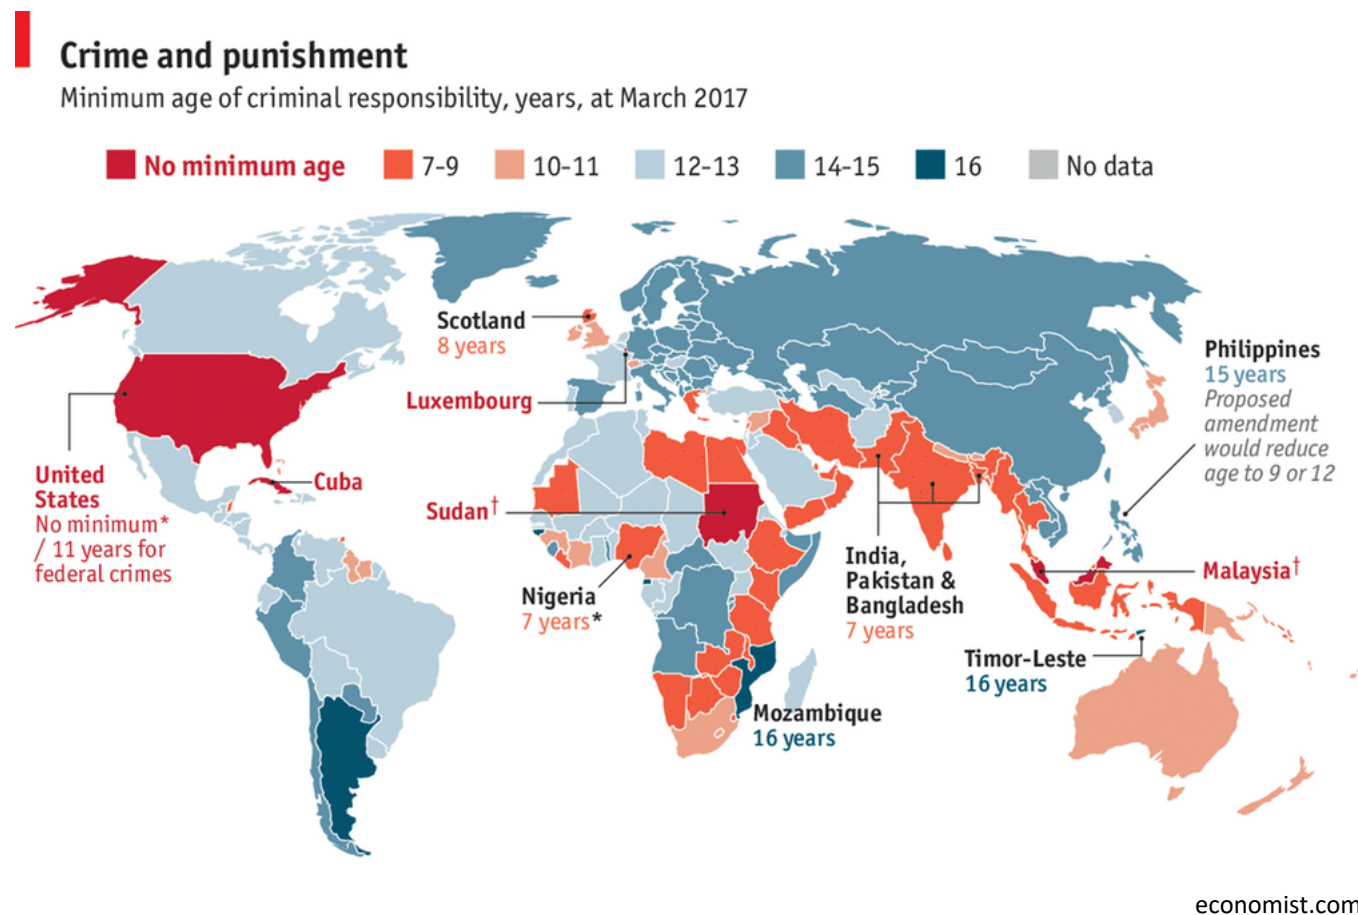 Crime and punishment
Minimum age of criminal responsibility, years, at March 2017
No minimum age 7-9 10-11 12-13 14-15 16 No data
Scotland
8 years
Luxembourg
United
States
No minimum*
/ 11 years for
federal crimes
Cuba
Sudan†
Nigeria
7 years*
Mozambique
16 years
India,
Pakistan &
Bangladesh
7 years
Timor-Leste
16 years
Malaysia†
Philippines
15 years
Proposed
amendment
would reduce
age to 9 or 12
economist.com